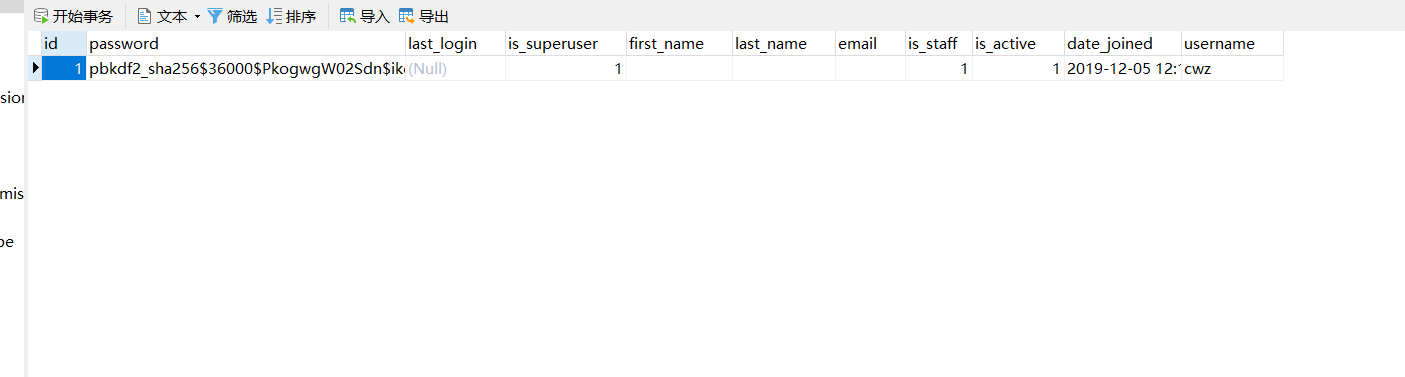 开始事务 文本 筛选 排序 导入 导出
id password last_login is_superuser first_name last_name email is_staff is_active date_joined username
1 pbkdf2_sha256$36000$PkogwgW02Sdn$ik (Null) 1 1 1 2019-12-05 12: cwz
sion
mis
pe